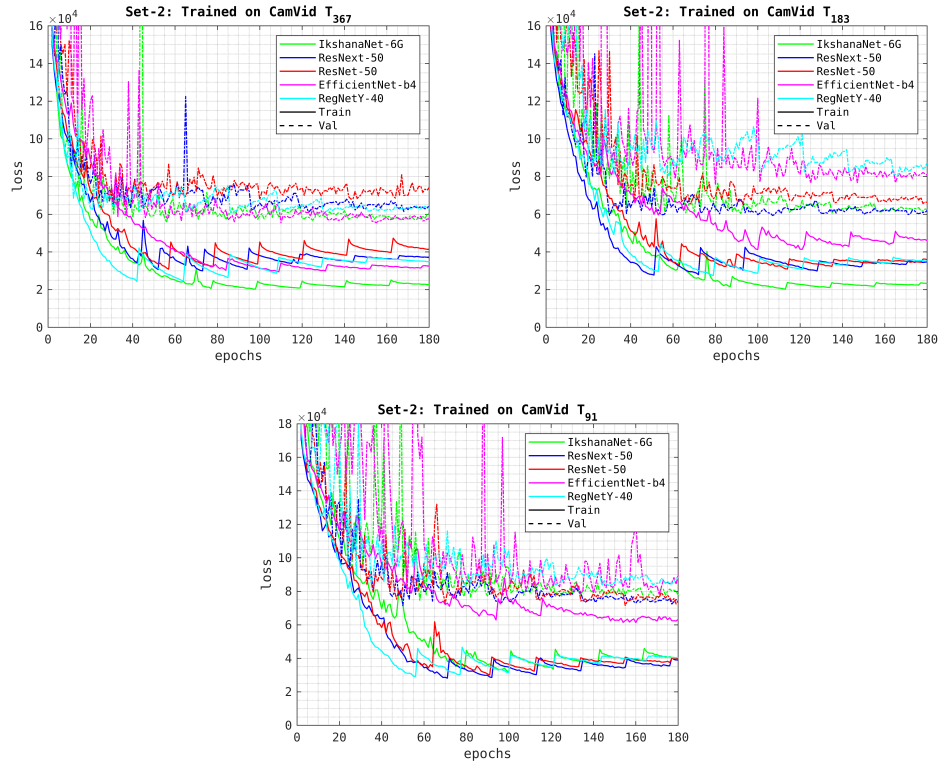 Set-2: Trained on CamVid T367
×10^4
16
14
12
10
8
6
4
2
0
loss
0 20 40 60 80 100 120 140 160 180
epochs
IkshanaNet-6G
ResNext-50
ResNet-50
EfficientNet-b4
RegNetY-40
Train
Val
Set-2: Trained on CamVid T183
×10^4
16
14
12
10
8
6
4
2
0
loss
0 20 40 60 80 100 120 140 160 180
epochs
IkshanaNet-6G
ResNext-50
ResNet-50
EfficientNet-b4
RegNetY-40
Train
Val
Set-2: Trained on CamVid T91
×10^4
18
16
14
12
10
8
6
4
2
0
loss
0 20 40 60 80 100 120 140 160 180
epochs
IkshanaNet-6G
ResNext-50
ResNet-50
EfficientNet-b4
RegNetY-40
Train
Val